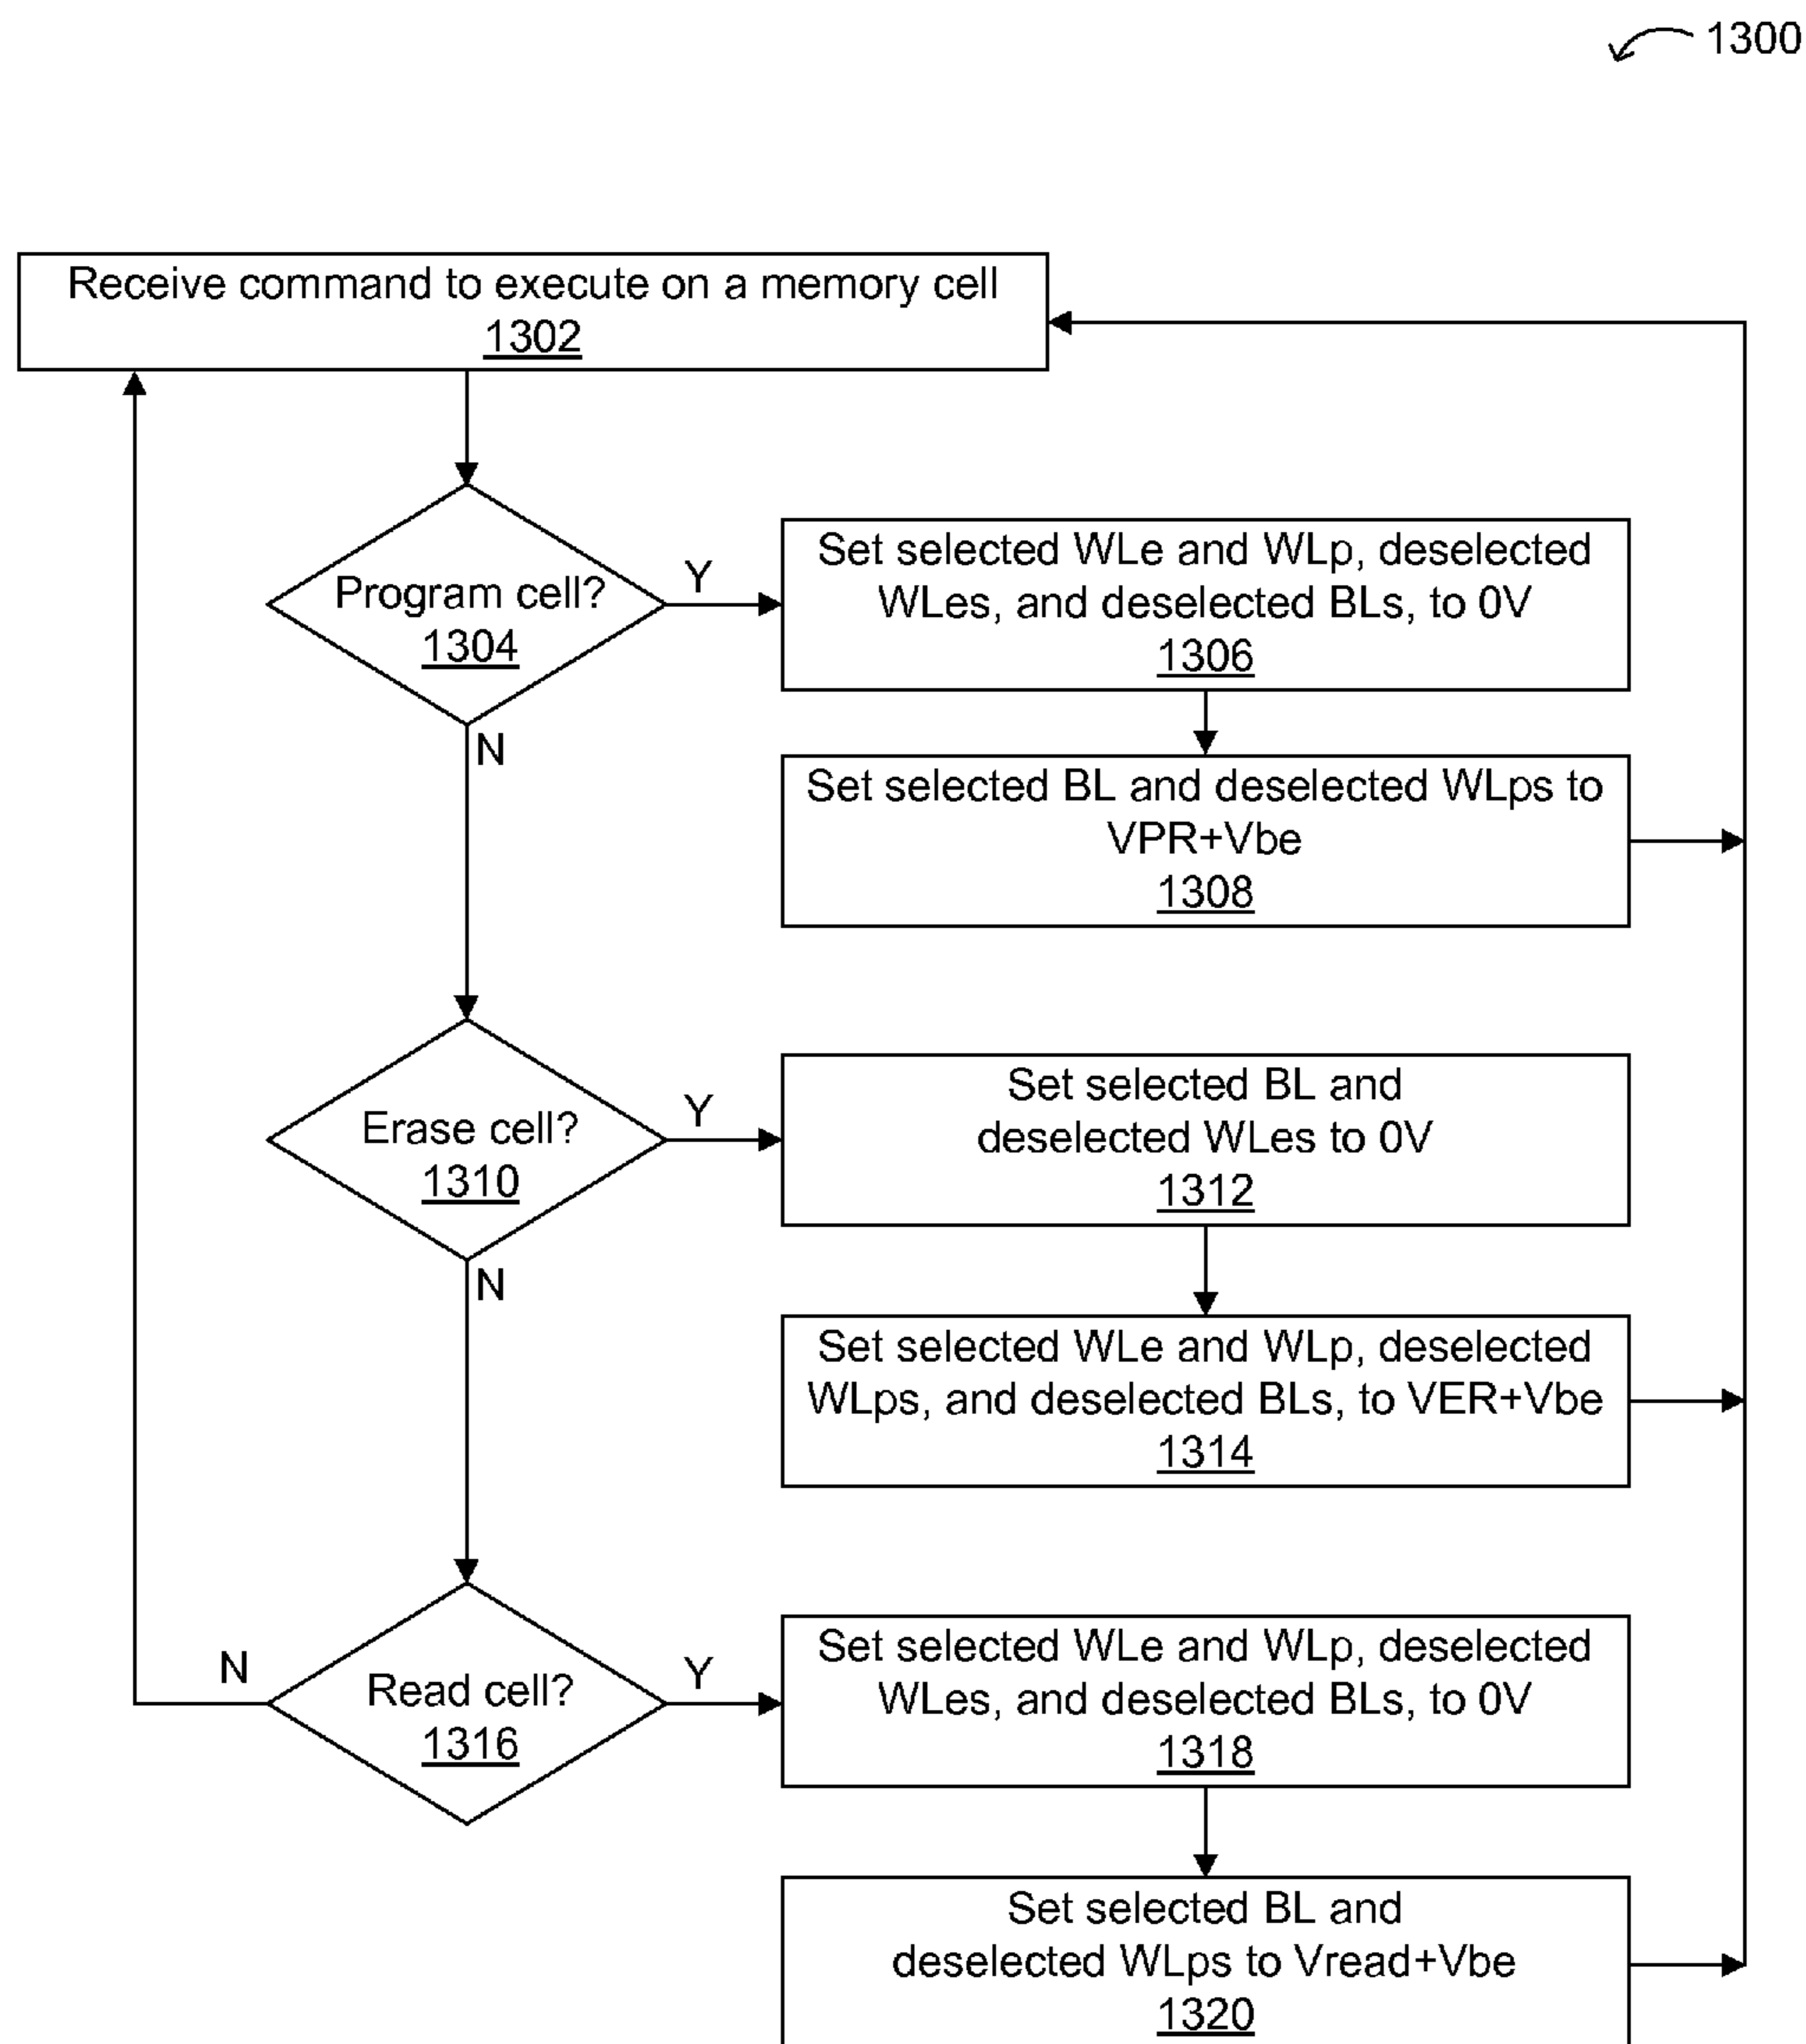 1300
Receive command to execute on a memory cell
1302
Program cell?
1304
Y
N
Set selected WLe and WLp, deselected
WLes, and deselected BLs, to 0V
1306
Set selected BL and deselected WLps to
VPR+Vbe
1308
Erase cell?
1310
Y
N
Set selected BL and
deselected WLes to 0V
1312
Set selected WLe and WLp, deselected
WLps, and deselected BLs, to VER+Vbe
1314
N
Read cell?
1316
Y
Set selected WLe and WLp, deselected
WLes, and deselected BLs, to 0V
1318
Set selected BL and
deselected WLps to Vread+Vbe
1320